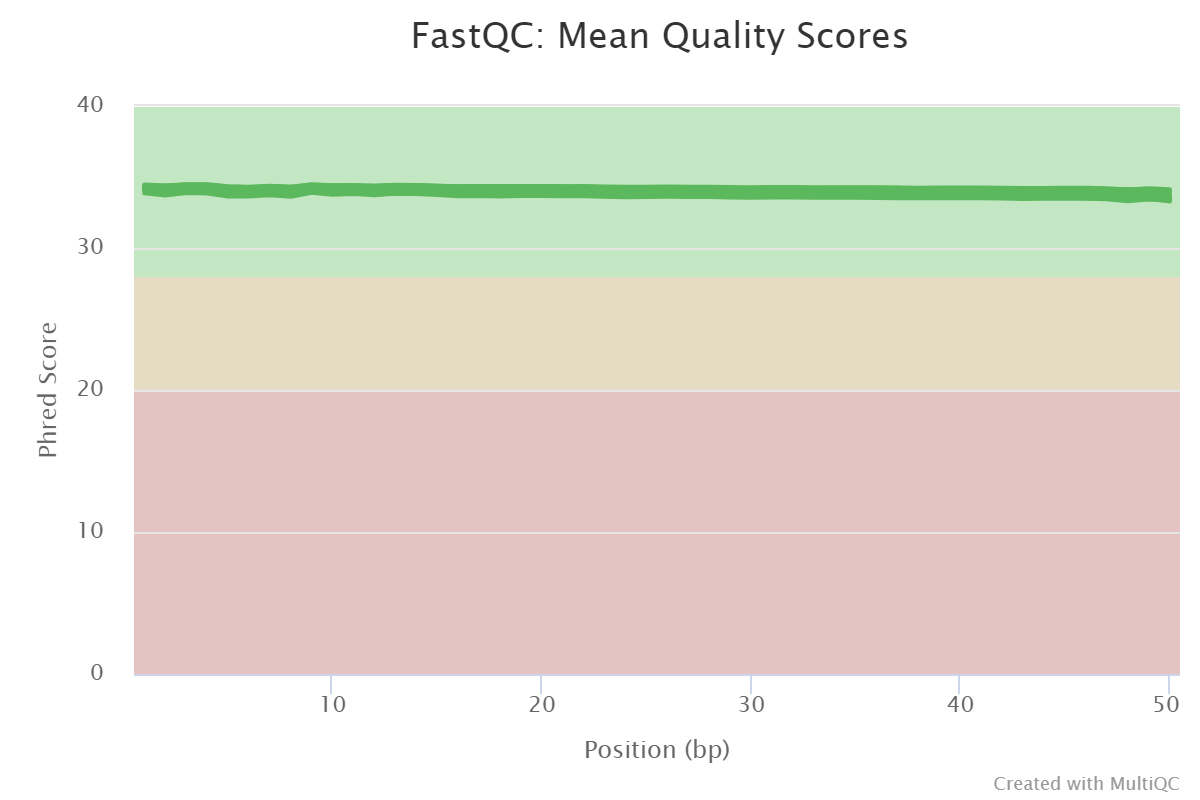 FastQC: Mean Quality Scores
40
30
20
10
0
Phred Score
10 20 30 40 50
Position (bp)
Created with MultiQC